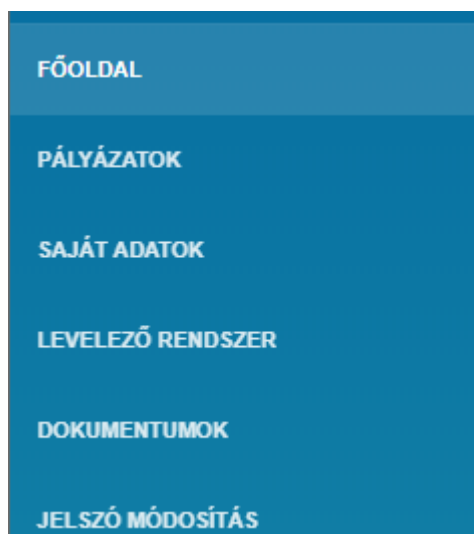 FŐOLDAL
PÁLYÁZATOK
SAJÁT ADATOK
LEVELEZŐ RENDSZER
DOKUMENTUMOK
JELSZÓ MÓDOSÍTÁS